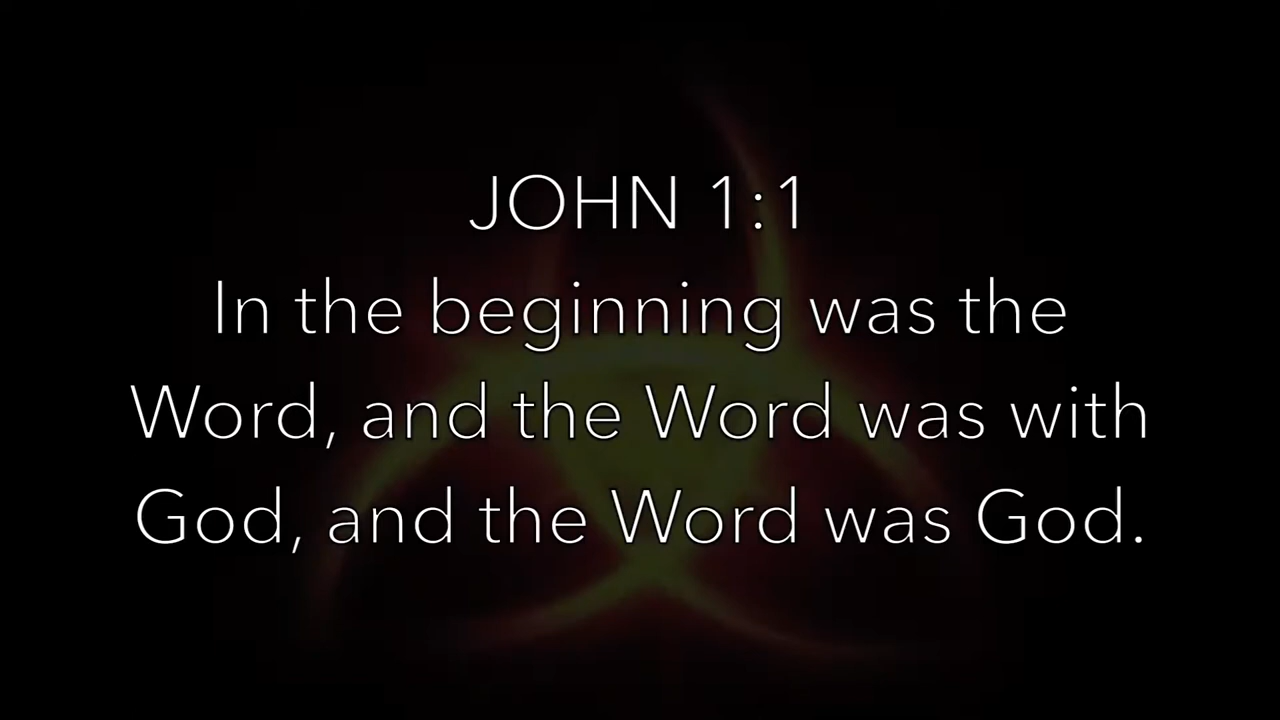 JOHN 1:1
In the beginning was the
Word, and the Word was with
God, and the Word was God.